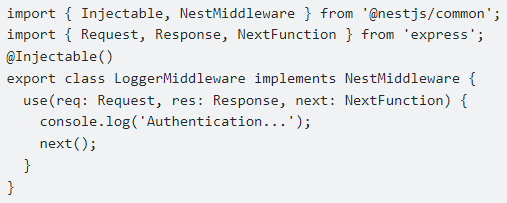 import { Injectable, NestMiddleware } from '@nestjs/common';
import { Request, Response, NextFunction } from 'express';
@Injectable()
export class LoggerMiddleware implements NestMiddleware {
  use(req: Request, res: Response, next: NextFunction) {
    console.log('Authentication...');
    next();
  }
}